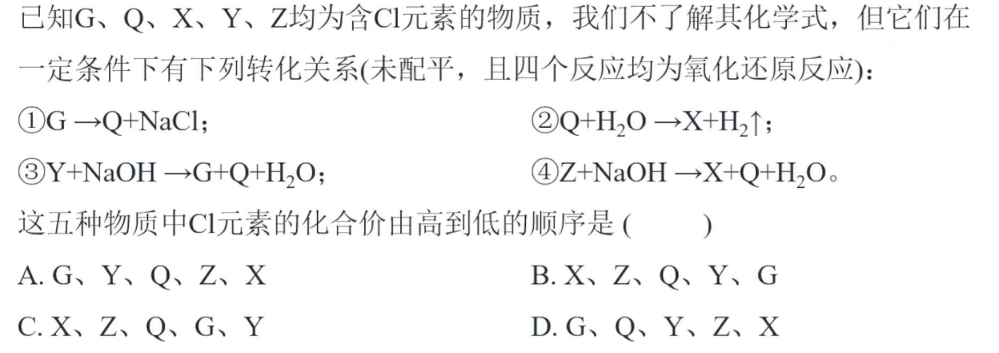 已知G、Q、X、Y、Z均为含Cl元素的物质，我们不了解其化学式，但它们在
一定条件下有下列转化关系(未配平，且四个反应均为氧化还原反应)：
①G →Q+NaCl； ②Q+H₂O →X+H₂↑；
③Y+NaOH →G+Q+H₂O； ④Z+NaOH →X+Q+H₂O。
这五种物质中Cl元素的化合价由高到低的顺序是 ( )
A. G、Y、Q、Z、X B. X、Z、Q、Y、G
C. X、Z、Q、G、Y D. G、Q、Y、Z、X